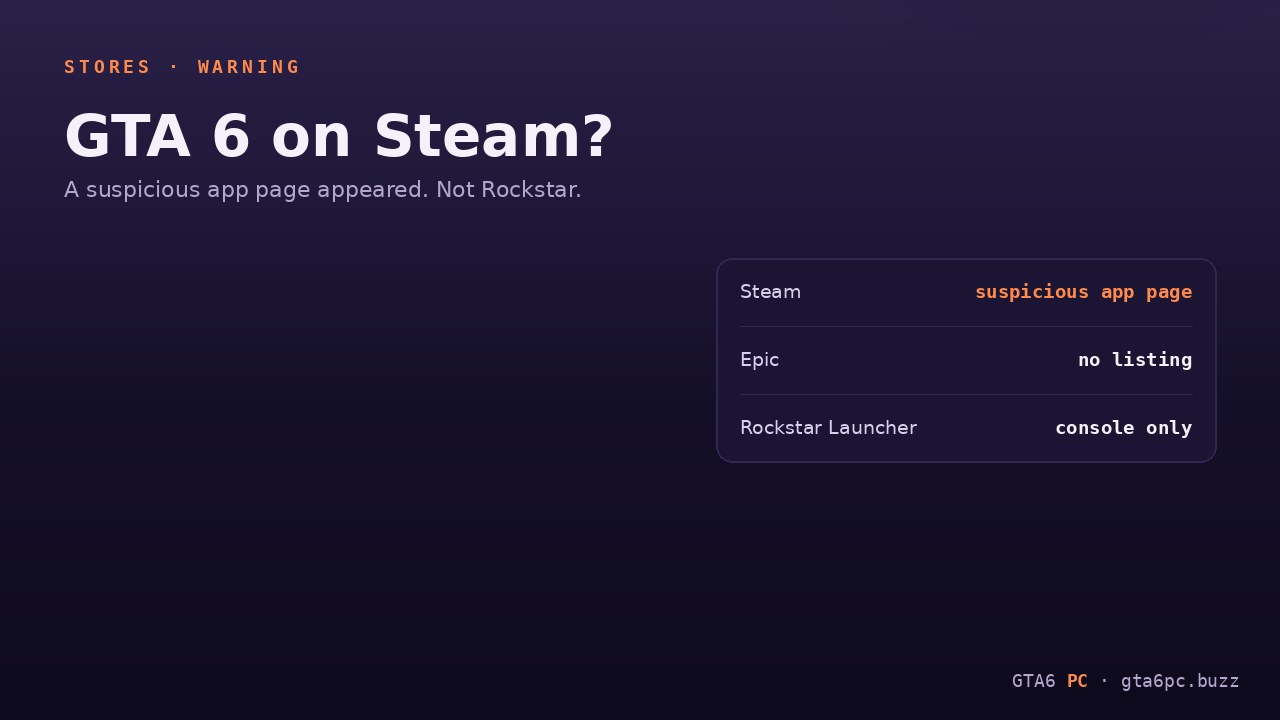 STORES · WARNING
GTA 6 on Steam?
A suspicious app page appeared. Not Rockstar.
Steam suspicious app page
Epic no listing
Rockstar Launcher console only
GTA6 PC · gta6pc.buzz